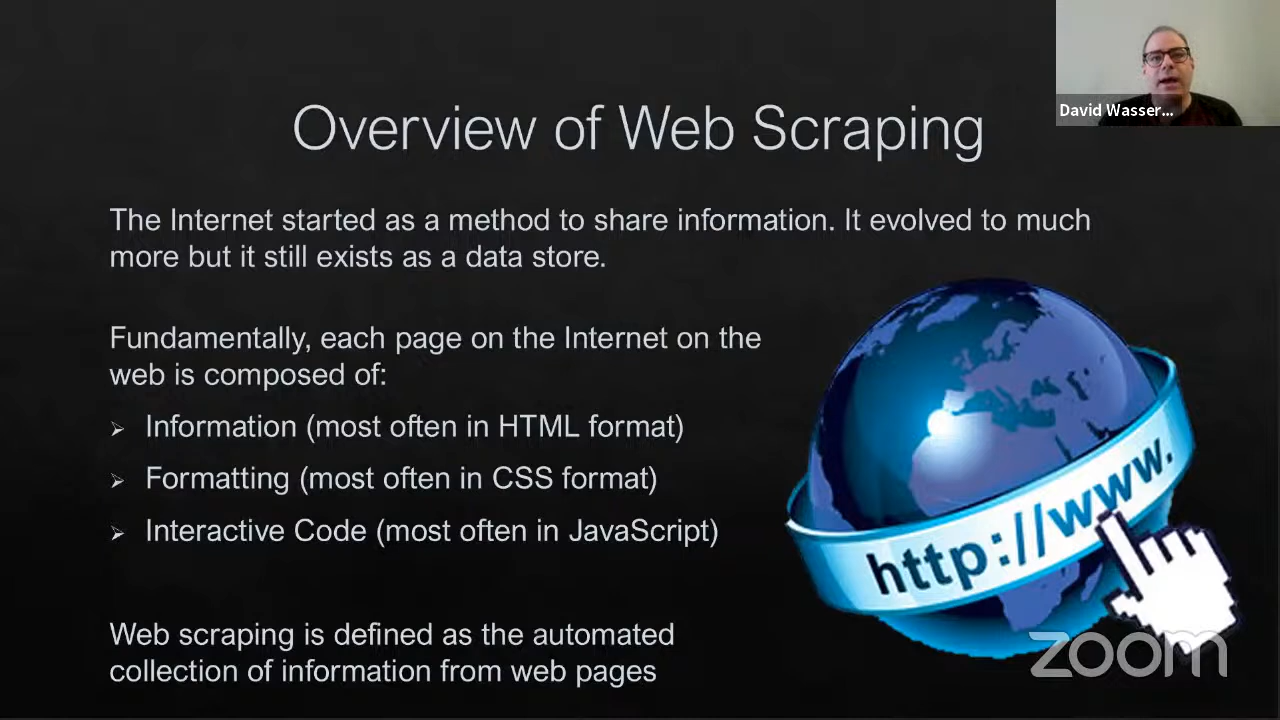 David Wasser...
Overview of Web Scraping
The Internet started as a method to share information. It evolved to much
more but it still exists as a data store.
Fundamentally, each page on the Internet on the
web is composed of:
Information (most often in HTML format)
Formatting (most often in CSS format)
Interactive Code (most often in JavaScript)
http://www.
Web scraping is defined as the automated
collection of information from web pages
zoom